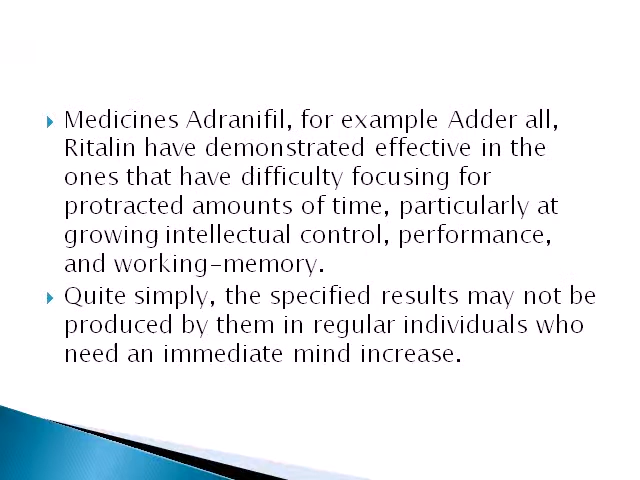 Medicines Adranifil, for example Adder all,
Ritalin have demonstrated effective in the
ones that have difficulty focusing for
protracted amounts of time, particularly at
growing intellectual control, performance,
and working-memory.
Quite simply, the specified results may not be
produced by them in regular individuals who
need an immediate mind increase.